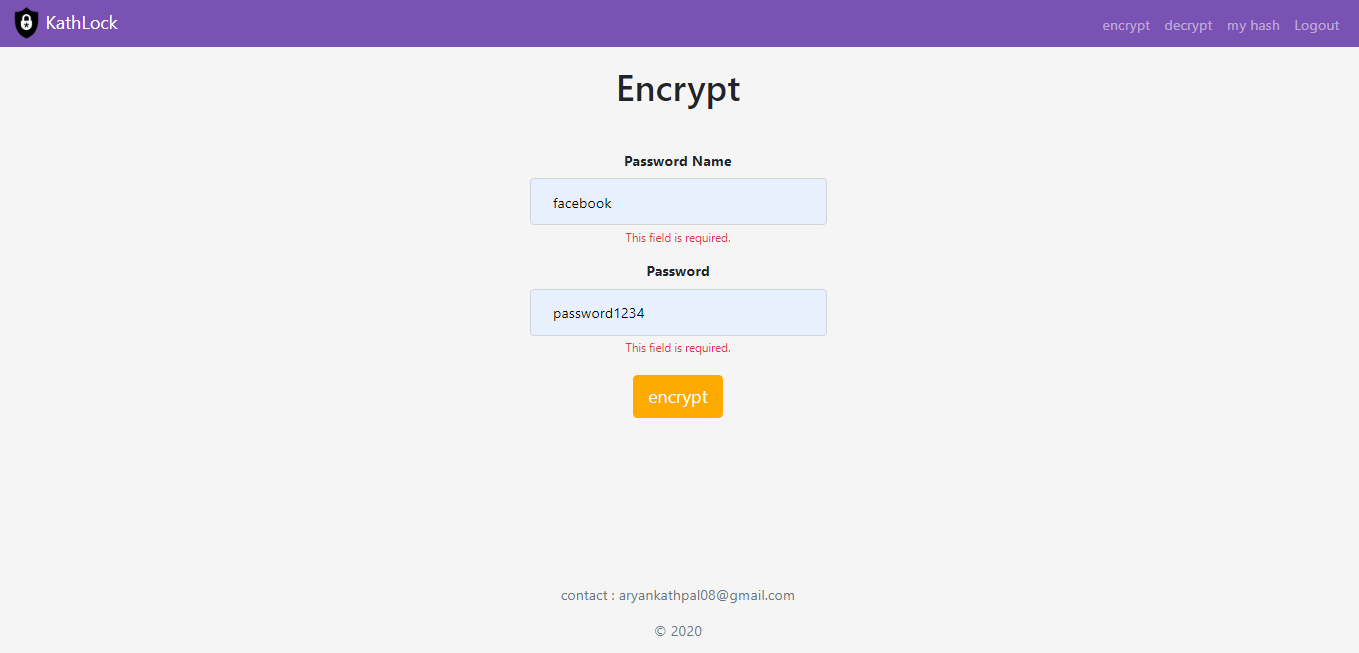 KathLock
encrypt decrypt my hash Logout
Encrypt
Password Name
facebook
This field is required.
Password
password1234
This field is required.
encrypt
contact : aryankathpal08@gmail.com
© 2020